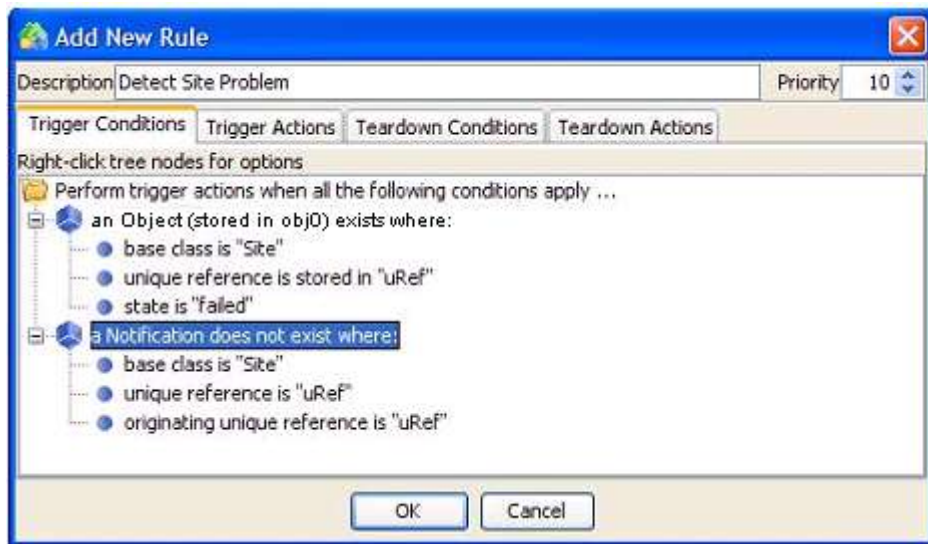 Add New Rule
Description Detect Site Problem Priority 10
Trigger Conditions Trigger Actions Teardown Conditions Teardown Actions
Right-click tree nodes for options
Perform trigger actions when all the following conditions apply ...
an Object (stored in obj0) exists where:
base class is "Site"
unique reference is stored in "uRef"
state is "failed"
a Notification does not exist where:
base class is "Site"
unique reference is "uRef"
originating unique reference is "uRef"
OK Cancel